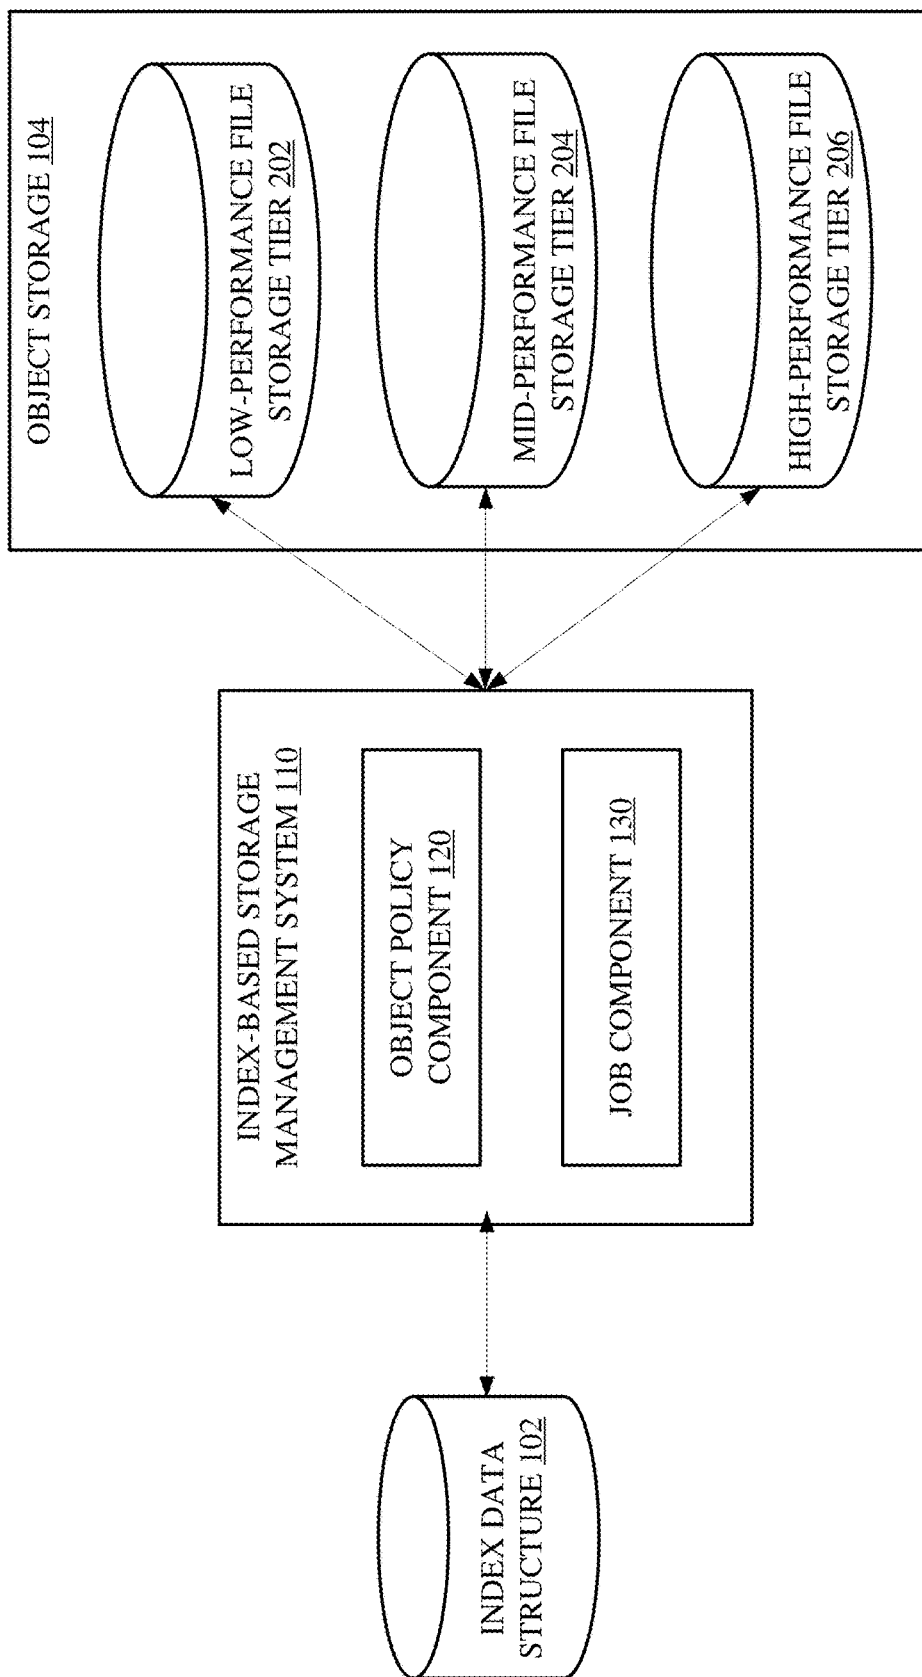 INDEX DATA
STRUCTURE 102
INDEX-BASED STORAGE
MANAGEMENT SYSTEM 110
OBJECT POLICY
COMPONENT 120
JOB COMPONENT 130
OBJECT STORAGE 104
LOW-PERFORMANCE FILE
STORAGE TIER 202
MID-PERFORMANCE FILE
STORAGE TIER 204
HIGH-PERFORMANCE FILE
STORAGE TIER 206